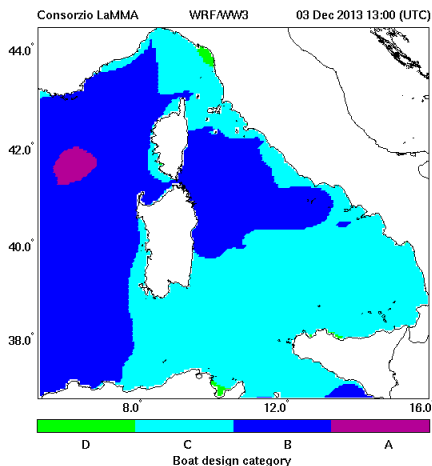 Consorzio LaMMA WRF/WW3 03 Dec 2013 13:00 (UTC)
44.0°
42.0°
40.0°
38.0°
8.0° 12.0° 16.0°
D C B A
Boat design category